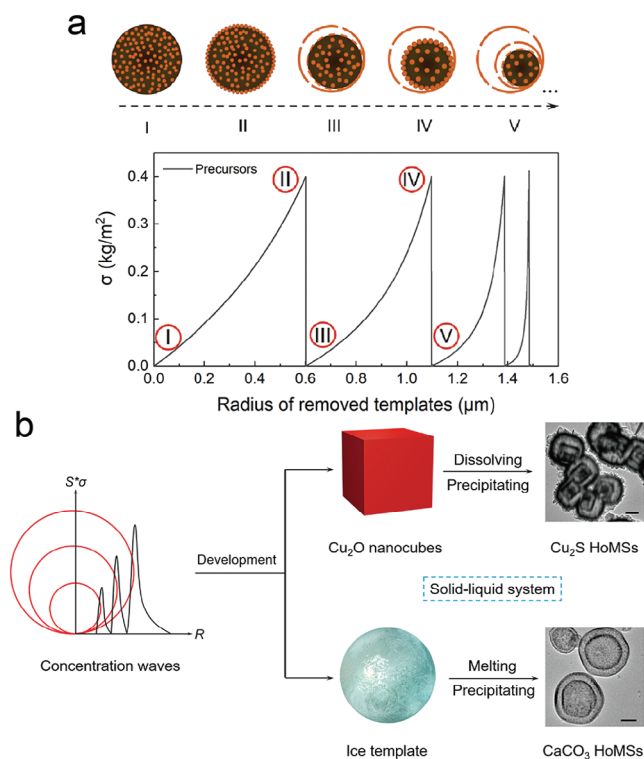 a
I II III IV V ...
Precursors
II
IV
I
III
V
0.4
0.3
0.2
0.1
0.0
σ (kg/m²)
0.0 0.2 0.4 0.6 0.8 1.0 1.2 1.4 1.6
Radius of removed templates (μm)
b
S*σ
R
Concentration waves
Development
Cu₂O nanocubes
Dissolving
Precipitating
Cu₂S HoMSs
Solid-liquid system
Ice template
Melting
Precipitating
CaCO₃ HoMSs